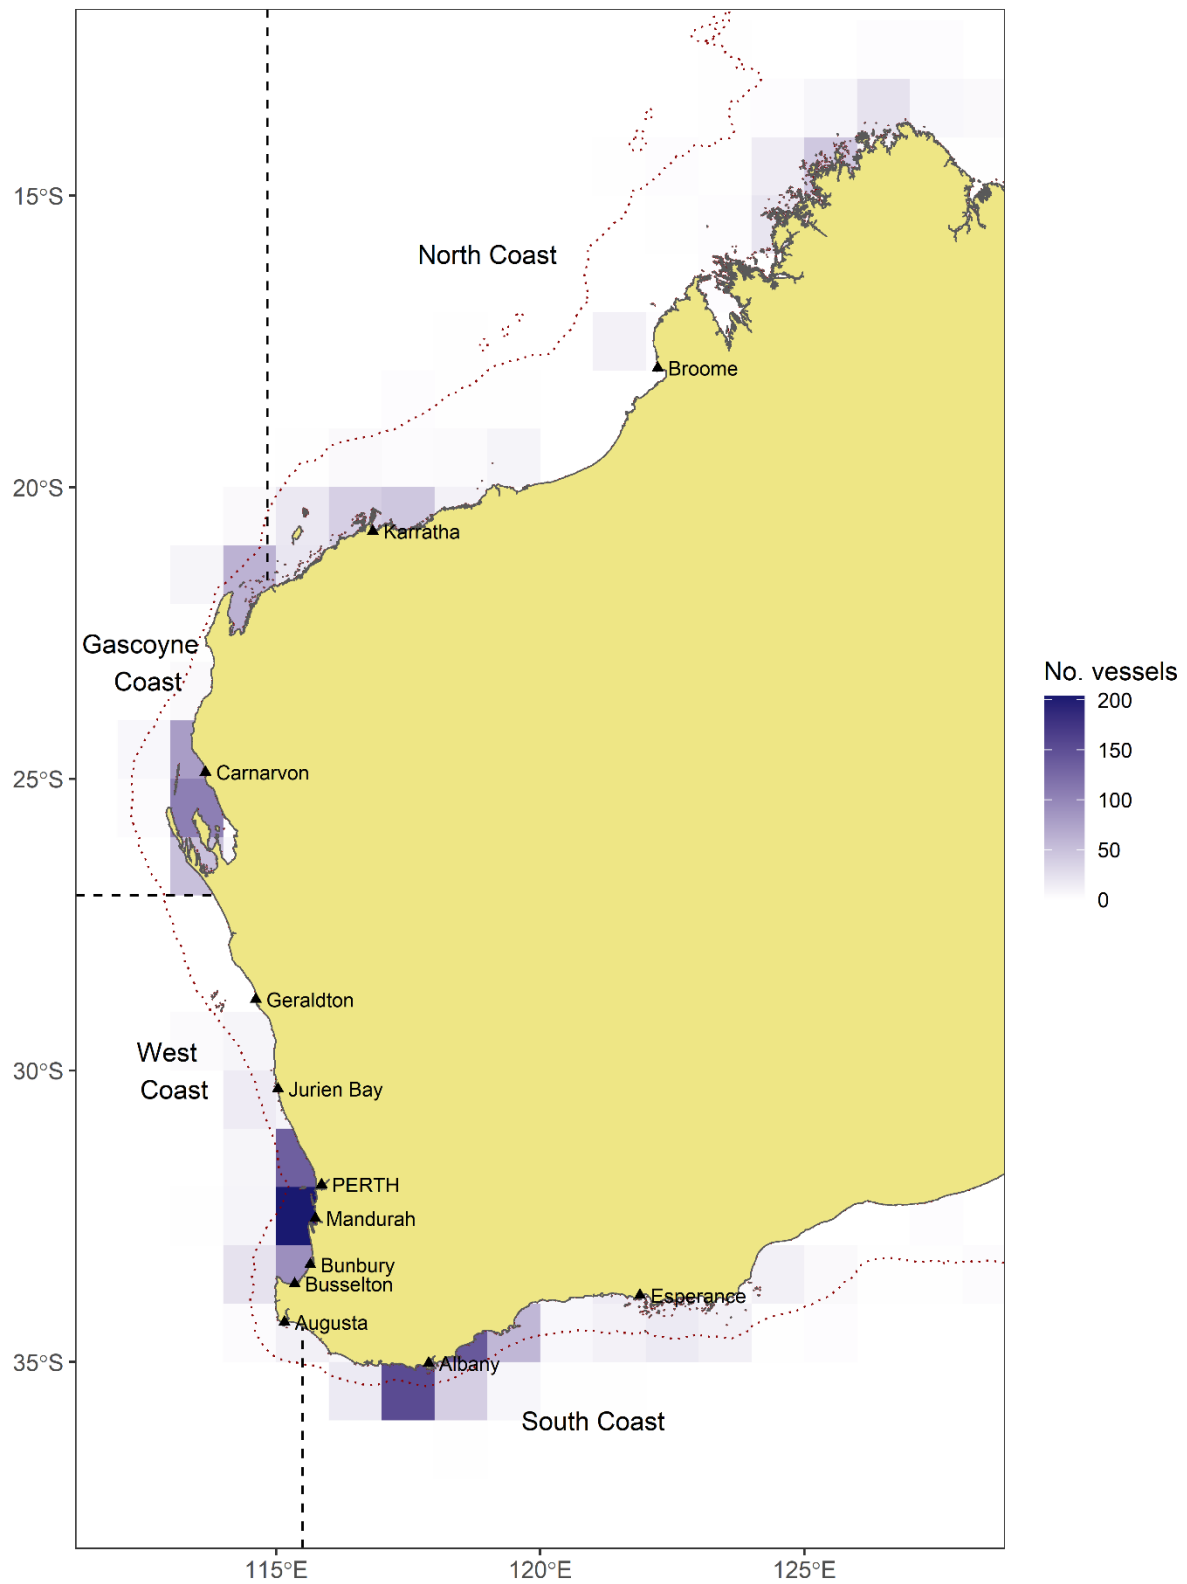 15°S
North Coast
Broome
20°S
Karratha
Gascoyne
Coast
No. vessels
200
150
100
50
0
Carnarvon
25°S
Geraldton
West
Coast
30°S
Jurien Bay
PERTH
Mandurah
Bunbury
Busselton
Augusta
Esperance
35°S
Albany
South Coast
115°E
120°E
125°E